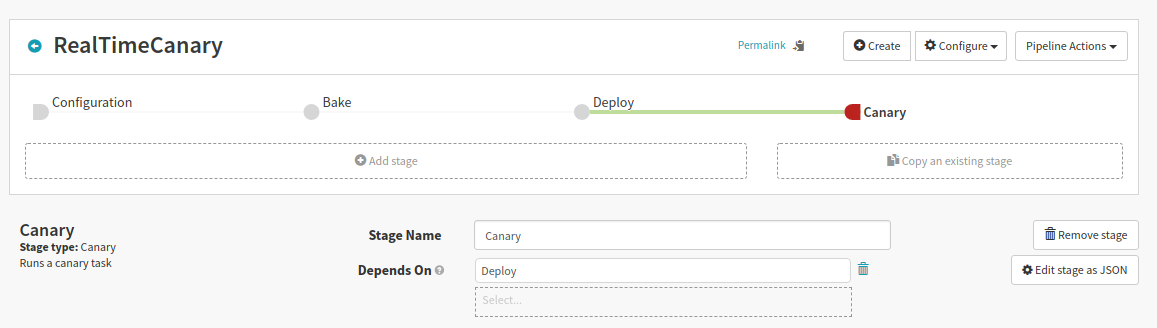 RealTimeCanary
Permalink
Create
Configure
Pipeline Actions
Configuration
Bake
Deploy
Canary
Add stage
Copy an existing stage
Canary
Stage type: Canary
Runs a canary task
Stage Name
Canary
Remove stage
Depends On
Deploy
Edit stage as JSON
Select...